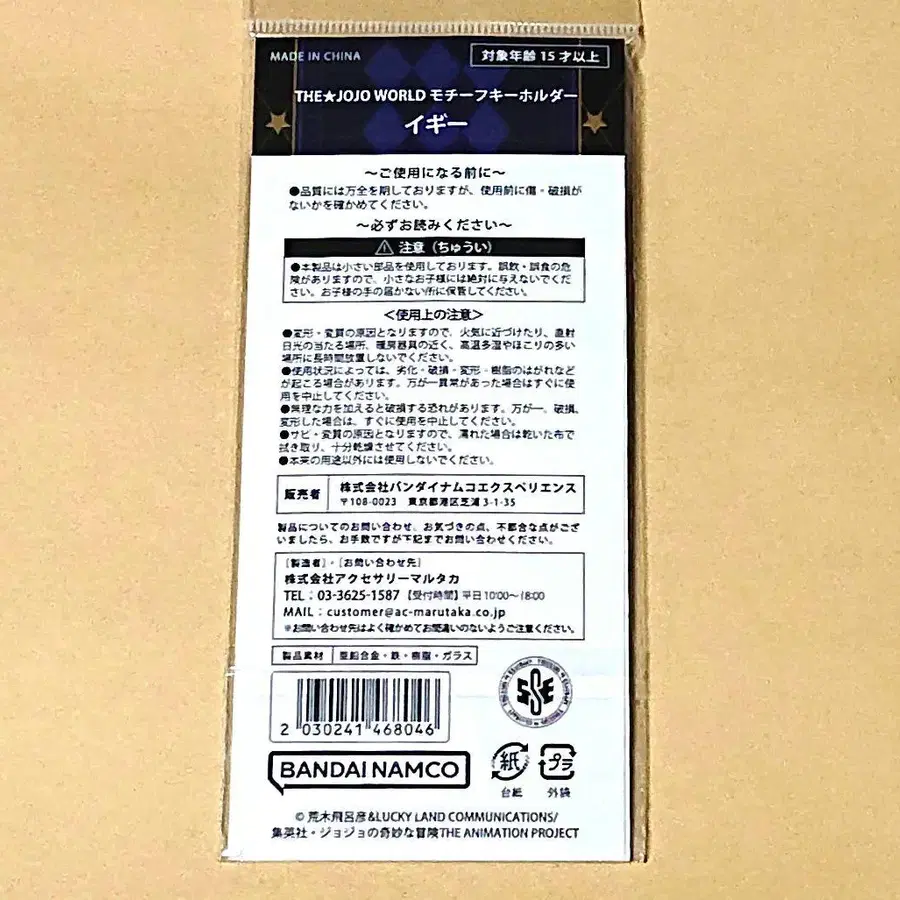 MADE IN CHINA
対象年齢 15 才以上
THE★JOJO WORLD モチーフキーホルダー
イギー
～ご使用になる前に～
●品質には万全を期しておりますが、使用前に傷・破損が
ないかを確かめてください。
～必ずお読みください～
⚠ 注意（ちゅうい）
●本製品は小さい部品を使用しております。誤飲・誤食の危
険がありますので、小さなお子様には絶対に与えないでくだ
さい。お子様の手の届かない所に保管してください。
＜使用上の注意＞
●変形・変質の原因となりますので、火気に近づけたり、直射
日光の当たる場所、暖房器具の近く、高温多湿やほこりの多い
場所に長時間放置しないでください。
●使用状況によっては、劣化・破損・変形・樹脂のはがれなど
が起こる場合があります。万が一異常があった場合はすぐに使
用を中止してください。
●無理な力を加えると破損する恐れがあります。万が一、破損、
変形した場合は、すぐに使用を中止してください。
●サビ・変質の原因となりますので、濡れた場合は乾いた布で
拭き取り、十分乾燥させてください。
●本来の用途以外には使用しないでください。
販売者
株式会社バンダイナムコエクスペリエンス
〒108-0023 東京都港区芝浦 3-1-35
製品についてのお問い合わせ、お気づきの点、不都合な点がござ
いましたら、お手数ですが下記までお問い合わせください。
［製造者］・［お問い合わせ先］
株式会社アクセサリーマルタカ
TEL：03-3625-1587 【受付時間】平日 10:00～18:00
MAIL：customer@ac-marutaka.co.jp
※お問い合わせ先はよく確かめてお間違いのないようご注意ください。
製品素材 亜鉛合金・鉄・樹脂・ガラス
2 030241 468046
BANDAI NAMCO
紙
台紙
プラ
外袋
© 荒木飛呂彦&LUCKY LAND COMMUNICATIONS/
集英社・ジョジョの奇妙な冒険THE ANIMATION PROJECT